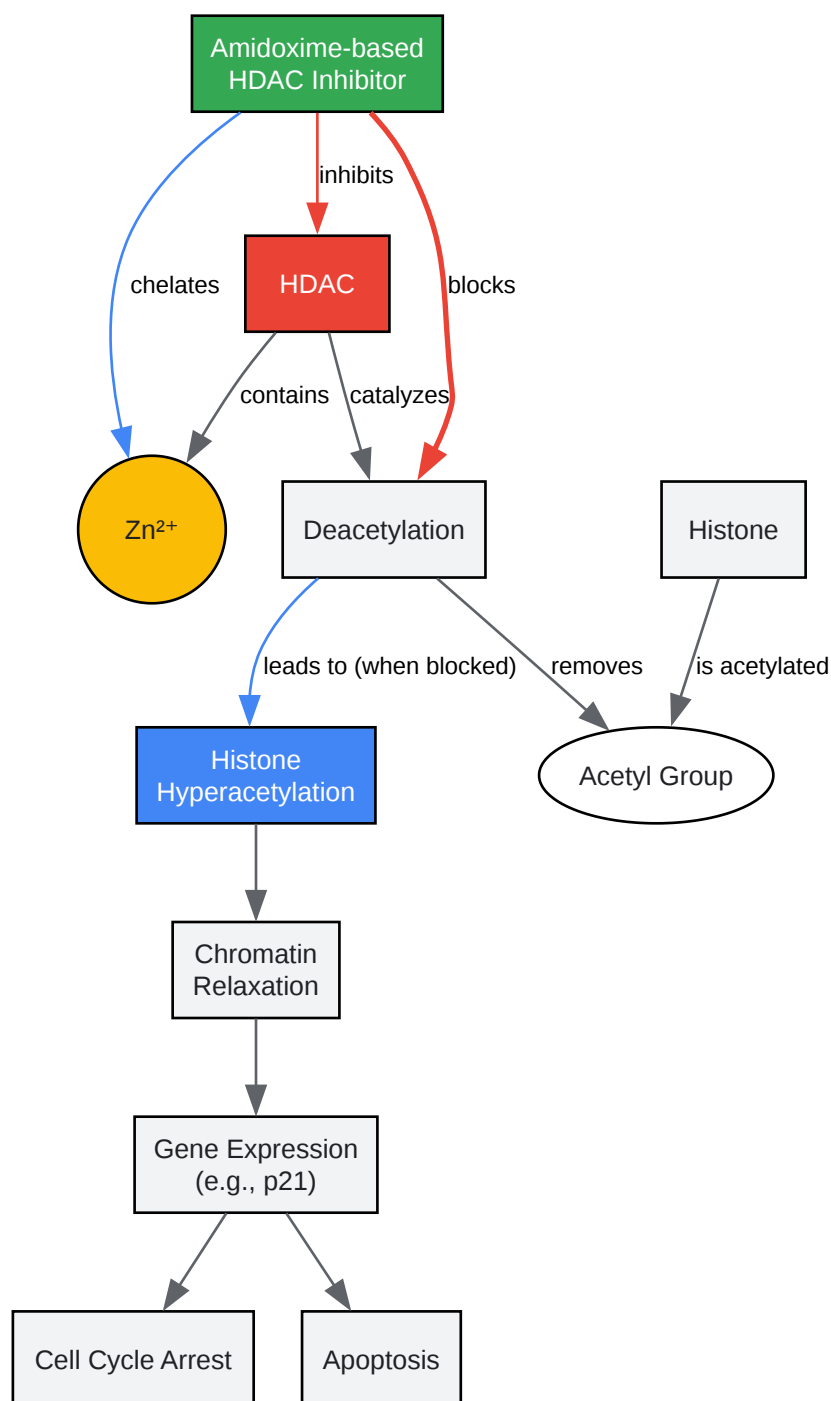 Amidoxime-based
HDAC Inhibitor
inhibits
HDAC
chelates
blocks
contains
catalyzes
Zn²⁺
Deacetylation
Histone
leads to (when blocked)
removes
is acetylated
Histone
Hyperacetylation
Acetyl Group
Chromatin
Relaxation
Gene Expression
(e.g., p21)
Cell Cycle Arrest
Apoptosis